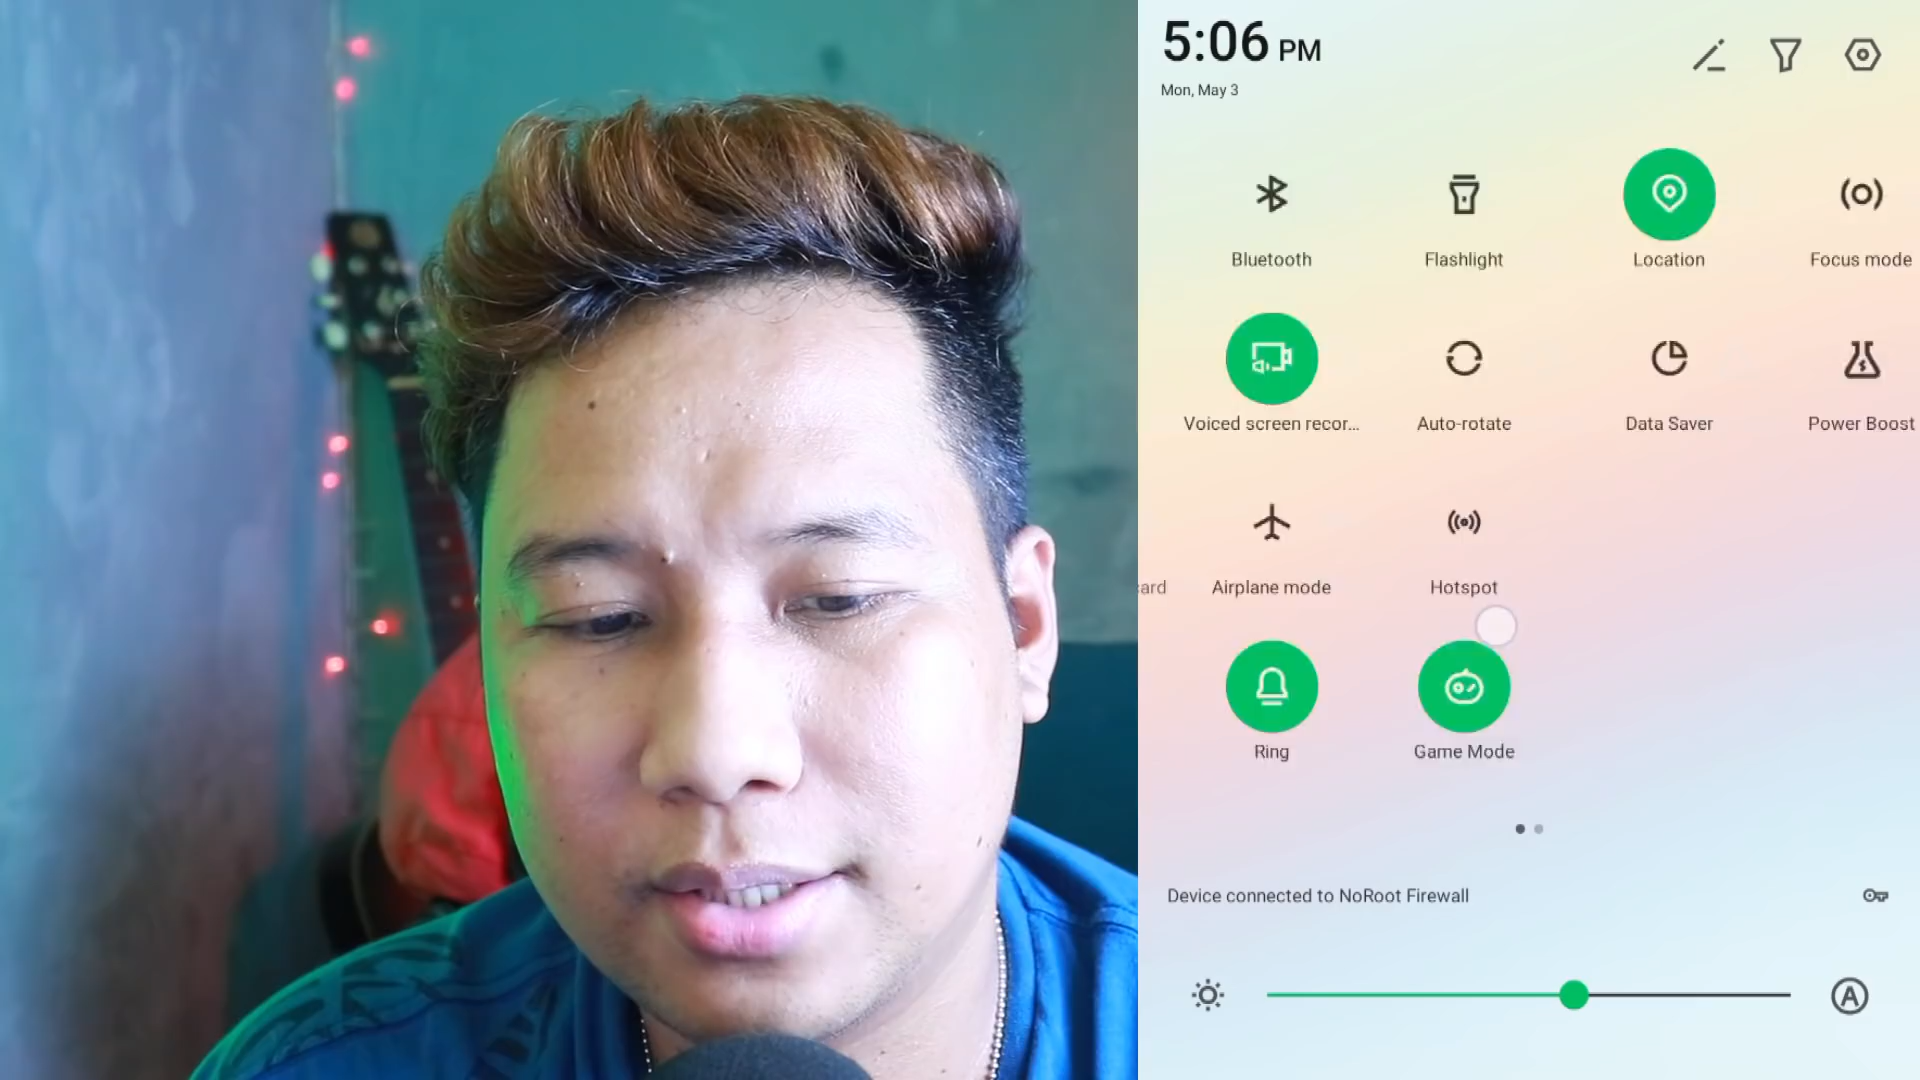 5:06 PM
Mon, May 3
Bluetooth
Flashlight
Location
Focus mode
Voiced screen recor...
Auto-rotate
Data Saver
Power Boost
card
Airplane mode
Hotspot
Ring
Game Mode
Device connected to NoRoot Firewall
A